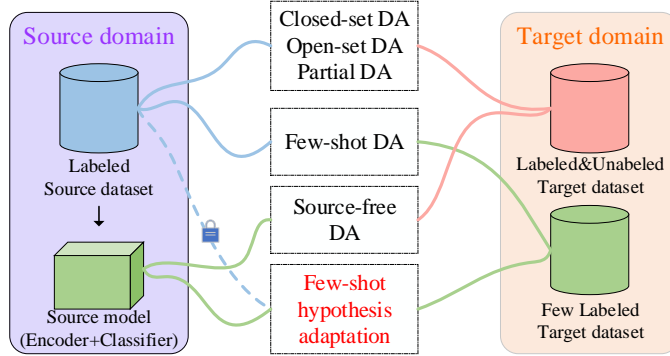 Source domain
Labeled
Source dataset
Source model
(Encoder+Classifier)
Closed-set DA
Open-set DA
Partial DA
Few-shot DA
Source-free
DA
Few-shot
hypothesis
adaptation
Target domain
Labeled&Unabeled
Target dataset
Few Labeled
Target dataset